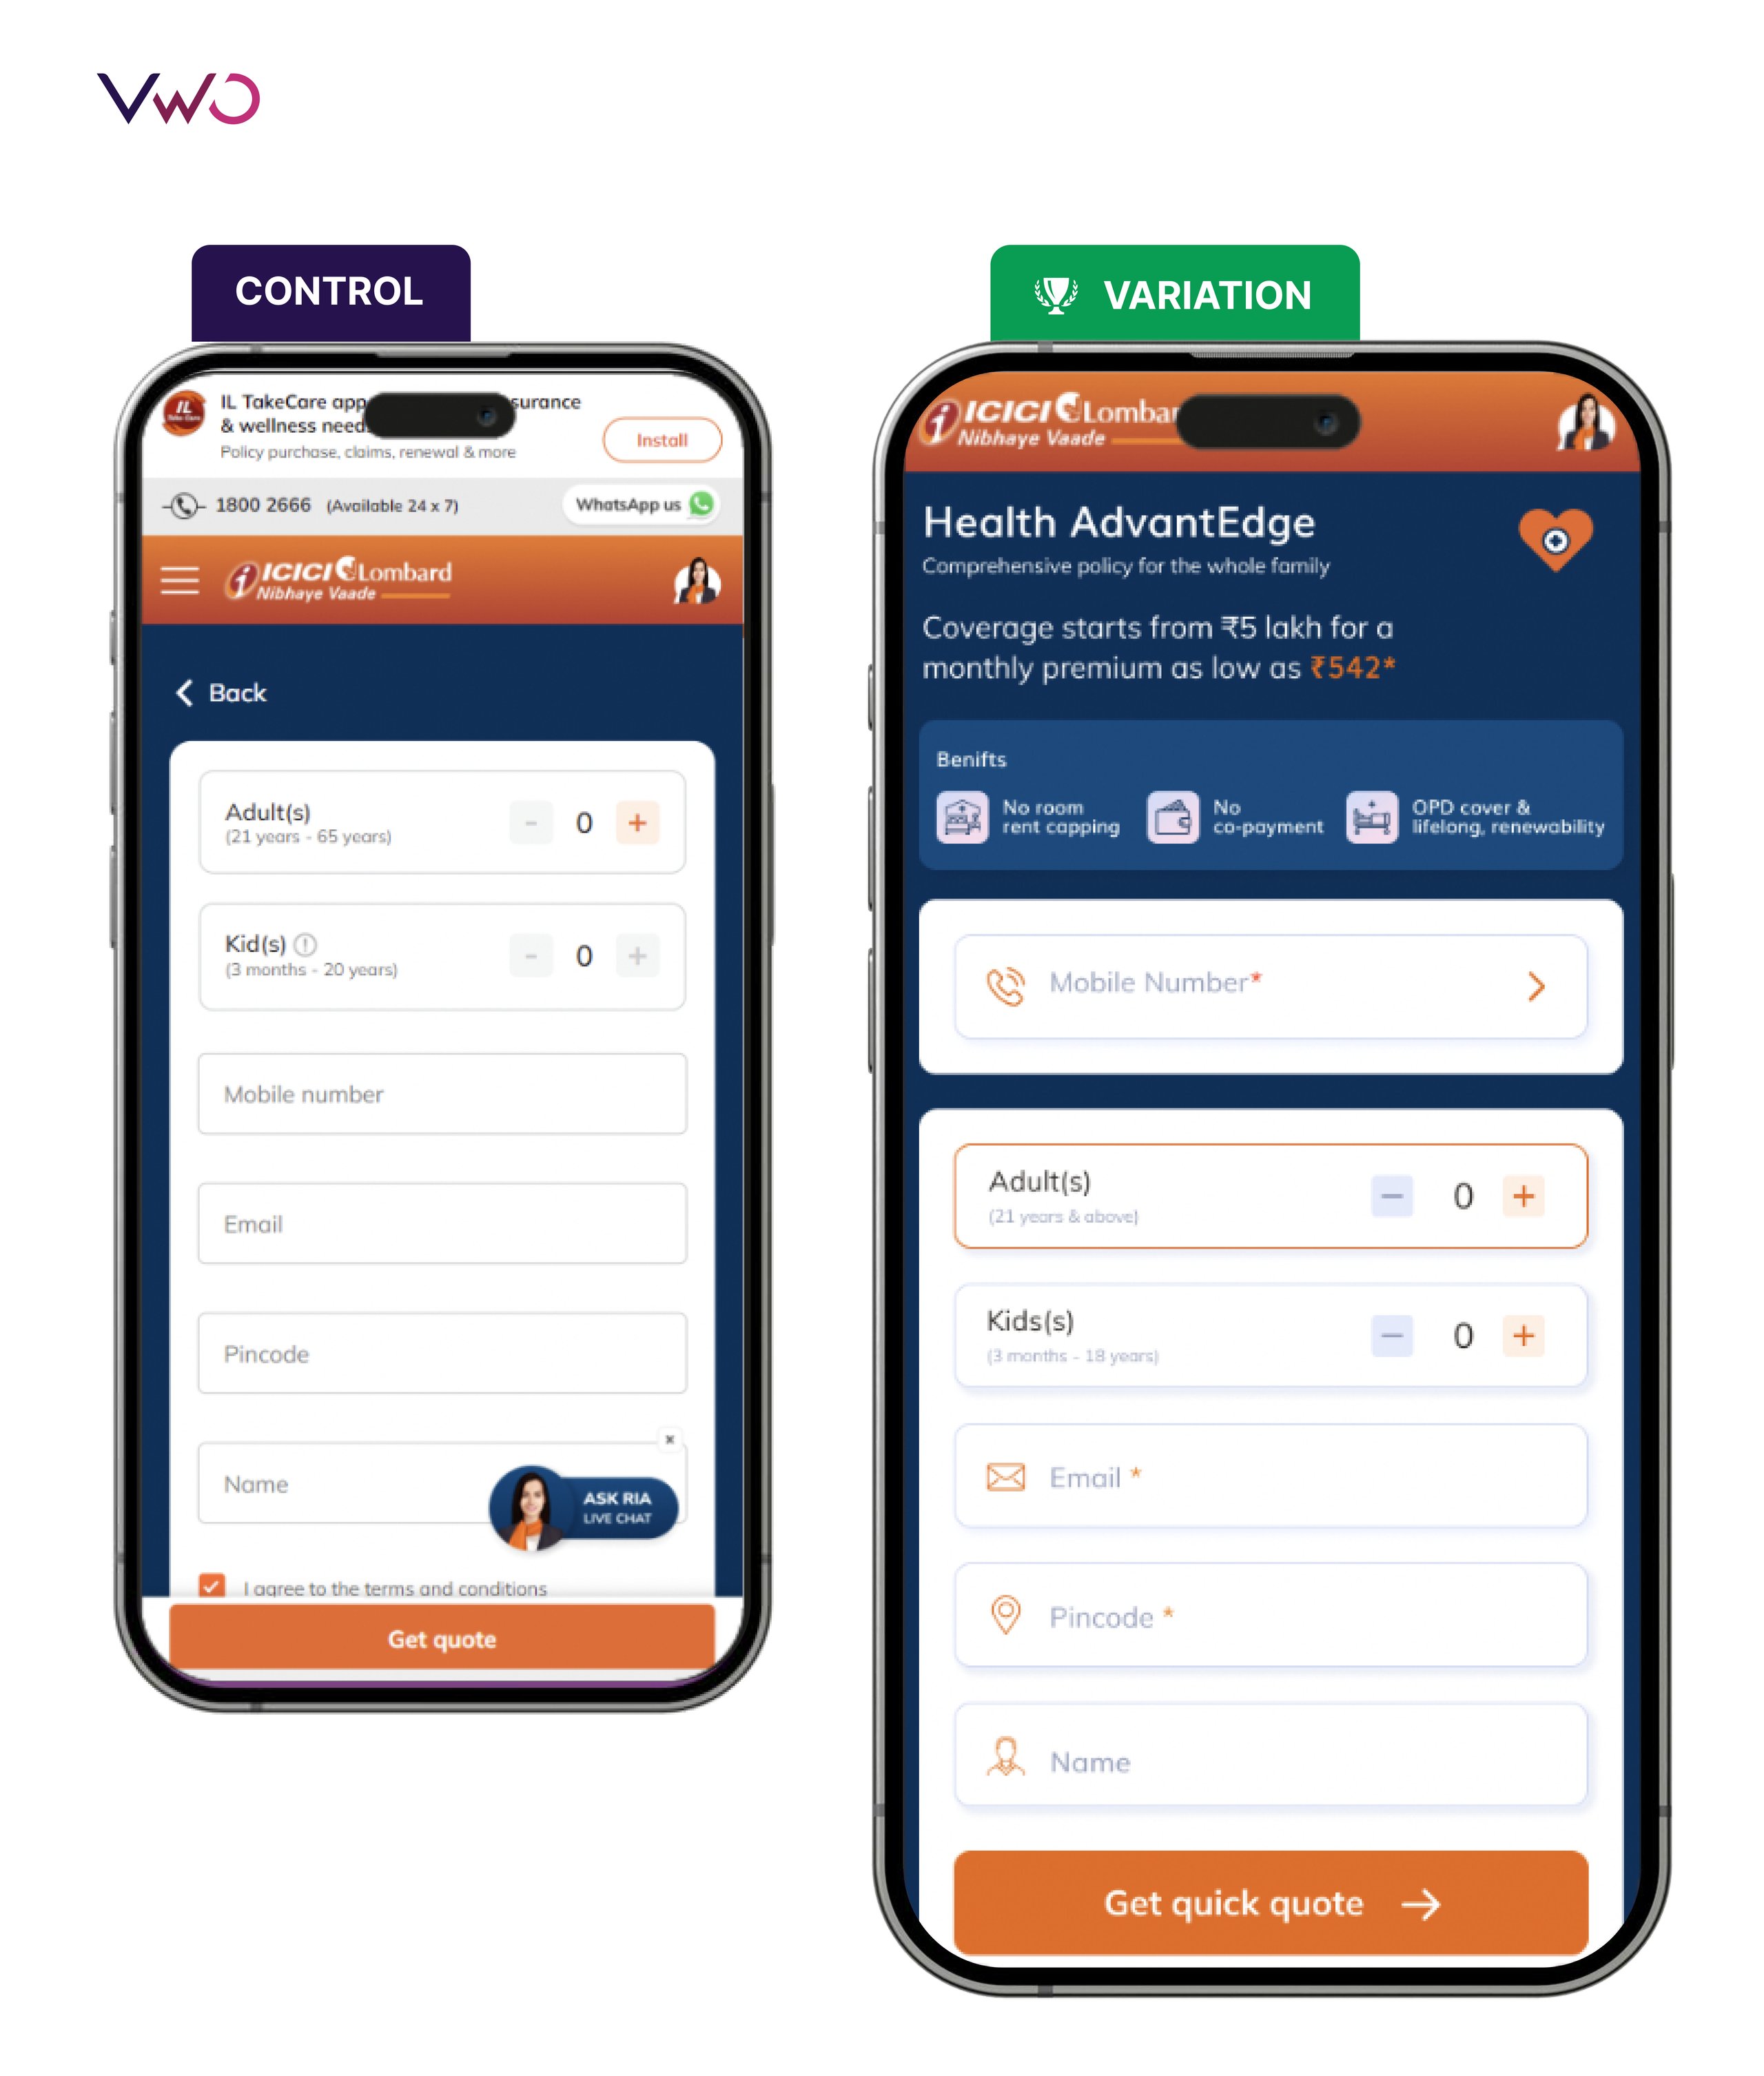 VWO
CONTROL
IL TakeCare app surance
& wellness need
Policy purchase, claims, renewal & more
Install
1800 2666 (Available 24 x 7)
WhatsApp us
ICICI Lombard
Nibhaye Vaade
Back
Adult(s)
(21 years - 65 years)
- 0 +
Kid(s)
(3 months - 20 years)
- 0 +
Mobile number
Email
Pincode
Name
ASK RIA
LIVE CHAT
I agree to the terms and conditions
Get quote
VARIATION
ICICI Lombar
Nibhaye Vaade
Health AdvantEdge
Comprehensive policy for the whole family
Coverage starts from ₹5 lakh for a
monthly premium as low as ₹542*
Benifts
No room
rent capping
No
co-payment
OPD cover &
lifelong, renewability
Mobile Number*
Adult(s)
(21 years & above)
- 0 +
Kids(s)
(3 months - 18 years)
- 0 +
Email *
Pincode *
Name
Get quick quote →